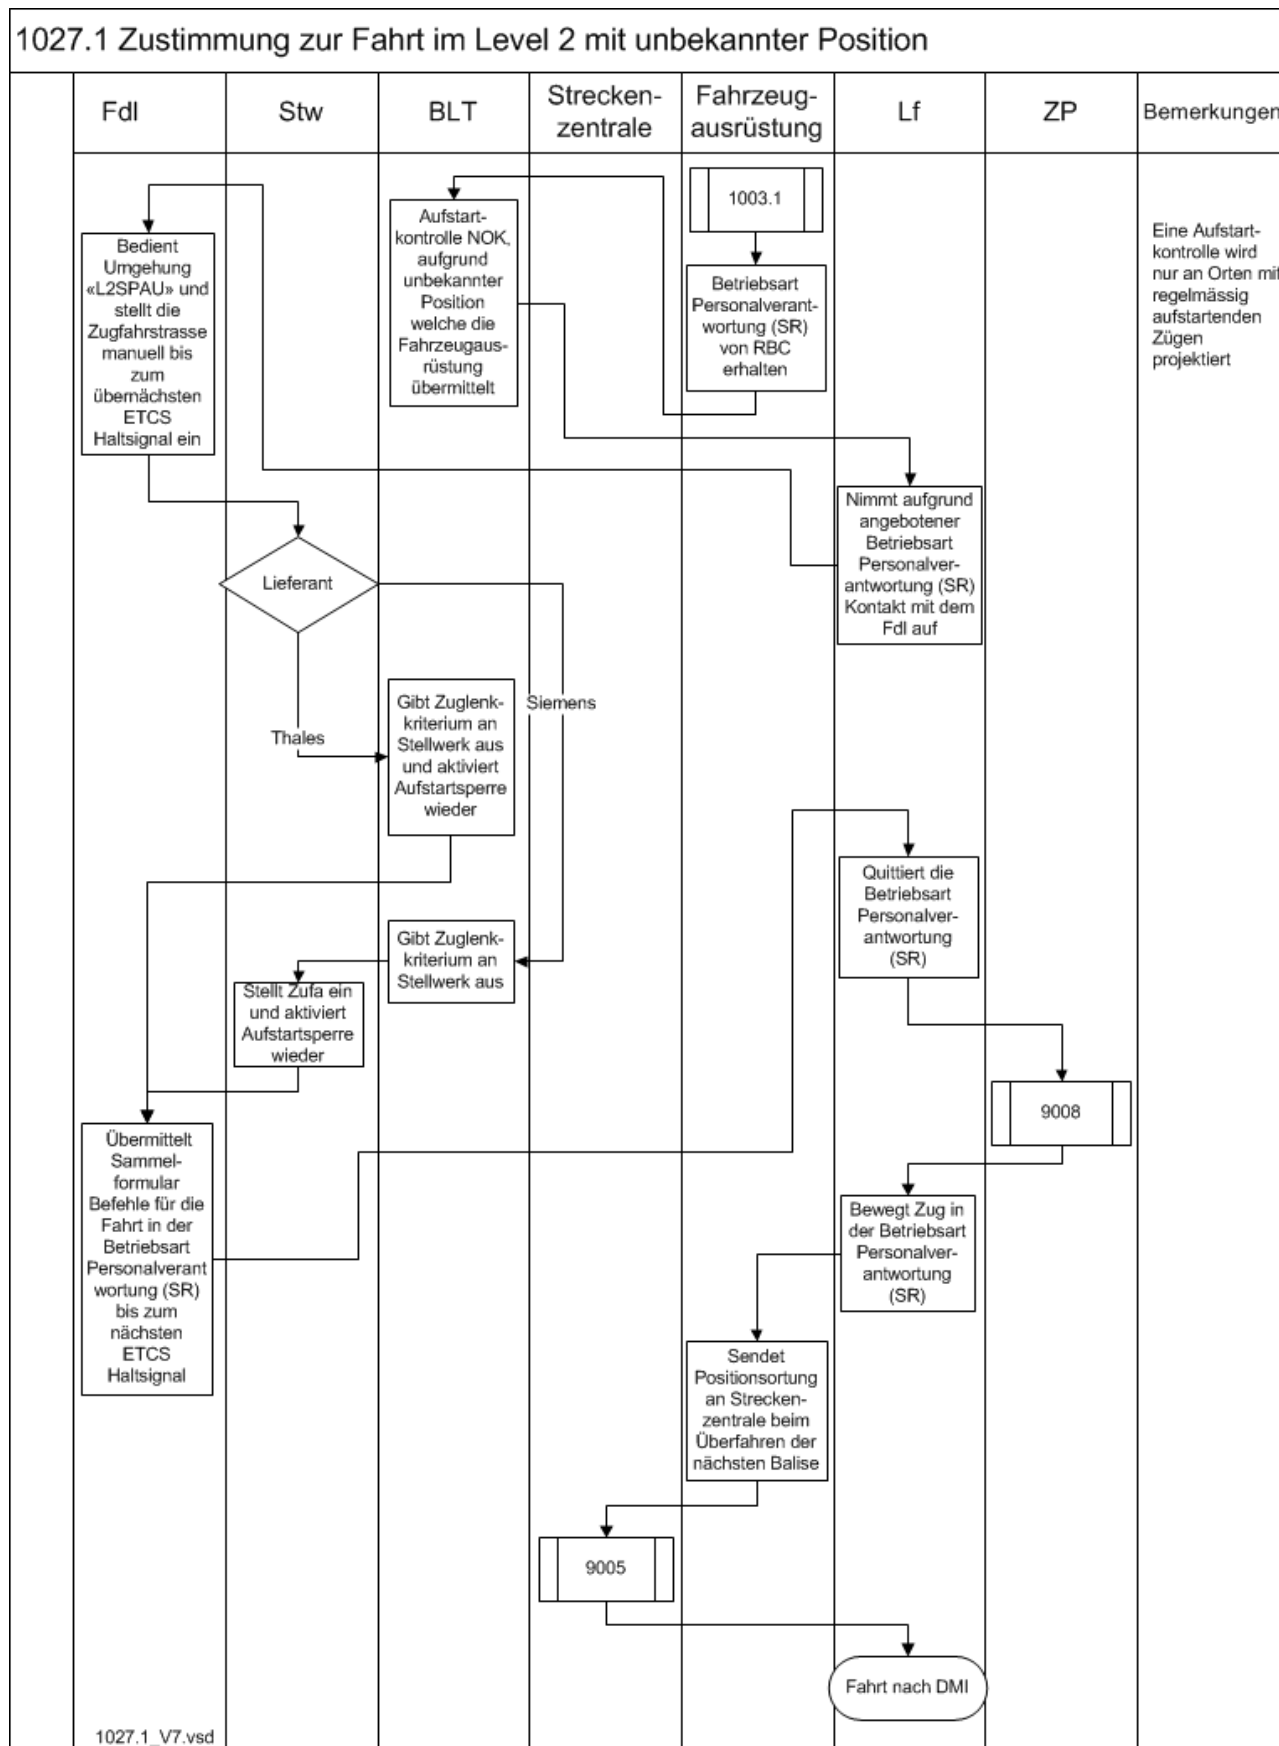 1027.1 Zustimmung zur Fahrt im Level 2 mit unbekannter Position
Fdl
Stw
BLT
Strecken-
zentrale
Fahrzeug-
ausrüstung
Lf
ZP
Bemerkungen
1003.1
Betriebsart
Personalverant-
wortung (SR)
von RBC
erhalten
Eine Aufstart-
kontrolle wird
nur an Orten mit
regelmässig
aufstartenden
Zügen
projektiert
Aufstart-
kontrolle NOK,
aufgrund
unbekannter
Position
welche die
Fahrzeugaus-
rüstung
übermittelt
Bedient
Umgehung
«L2SPAU» und
stellt die
Zugfahrstrasse
manuell bis
zum
übernächsten
ETCS
Haltsignal ein
Nimmt aufgrund
angebotener
Betriebsart
Personalver-
antwortung (SR)
Kontakt mit dem
Fdl auf
Lieferant
Thales
Siemens
Gibt Zuglenk-
kriterium an
Stellwerk aus
und aktiviert
Aufstartsperre
wieder
Gibt Zuglenk-
kriterium an
Stellwerk aus
Stellt Zufa ein
und aktiviert
Aufstartsperre
wieder
Quittiert die
Betriebsart
Personalver-
antwortung
(SR)
9008
Übermittelt
Sammel-
formular
Befehle für die
Fahrt in der
Betriebsart
Personalverant
wortung (SR)
bis zum
nächsten
ETCS
Haltsignal
Bewegt Zug in
der Betriebsart
Personalver-
antwortung
(SR)
Sendet
Positionsortung
an Strecken-
zentrale beim
Überfahren der
nächsten Balise
9005
Fahrt nach DMI
1027.1_V7.vsd